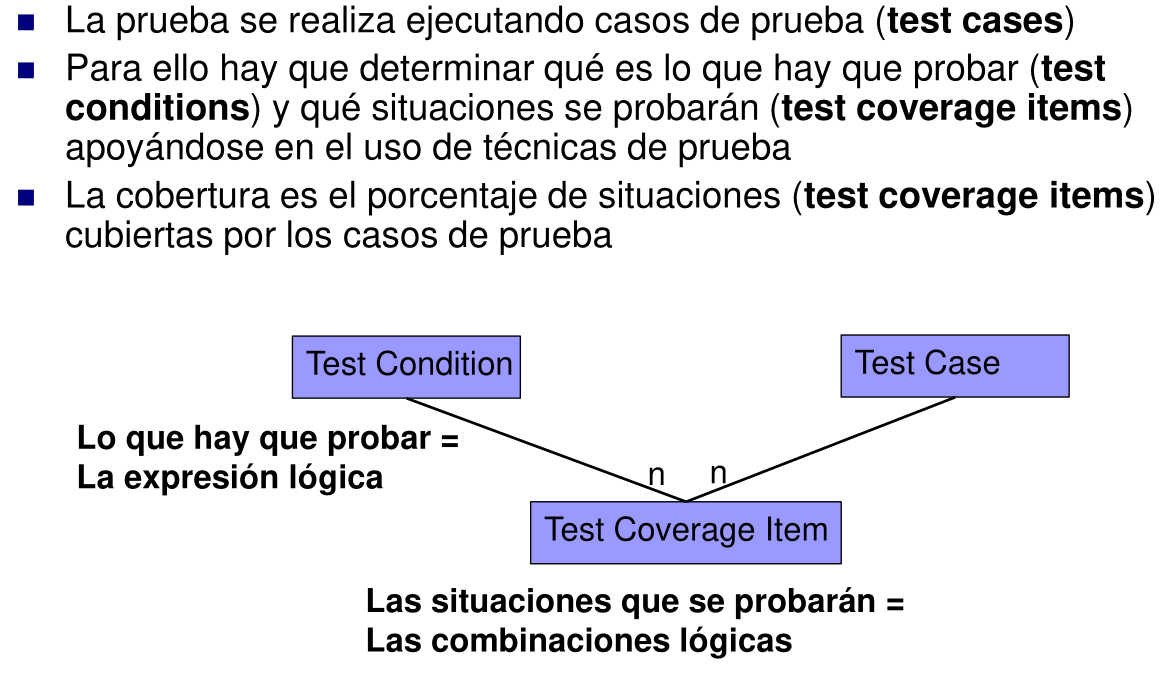 La prueba se realiza ejecutando casos de prueba (test cases)
Para ello hay que determinar qué es lo que hay que probar (test
conditions) y qué situaciones se probarán (test coverage items)
apoyándose en el uso de técnicas de prueba
La cobertura es el porcentaje de situaciones (test coverage items)
cubiertas por los casos de prueba
Test Condition
Test Case
Lo que hay que probar =
La expresión lógica
n n
Test Coverage Item
Las situaciones que se probarán =
Las combinaciones lógicas